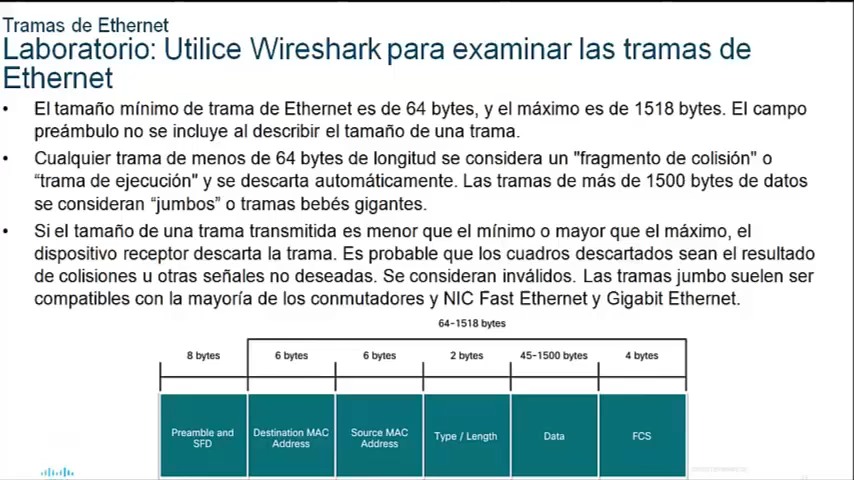 Tramas de Ethernet
Laboratorio: Utilice Wireshark para examinar las tramas de
Ethernet
• El tamaño mínimo de trama de Ethernet es de 64 bytes, y el máximo es de 1518 bytes. El campo
preámbulo no se incluye al describir el tamaño de una trama.
• Cualquier trama de menos de 64 bytes de longitud se considera un "fragmento de colisión" o
“trama de ejecución" y se descarta automáticamente. Las tramas de más de 1500 bytes de datos
se consideran “jumbos” o tramas bebés gigantes.
• Si el tamaño de una trama transmitida es menor que el mínimo o mayor que el máximo, el
dispositivo receptor descarta la trama. Es probable que los cuadros descartados sean el resultado
de colisiones u otras señales no deseadas. Se consideran inválidos. Las tramas jumbo suelen ser
compatibles con la mayoría de los conmutadores y NIC Fast Ethernet y Gigabit Ethernet.
64-1518 bytes
8 bytes 6 bytes 6 bytes 2 bytes 45-1500 bytes 4 bytes
Preamble and SFD
Destination MAC Address
Source MAC Address
Type / Length
Data
FCS